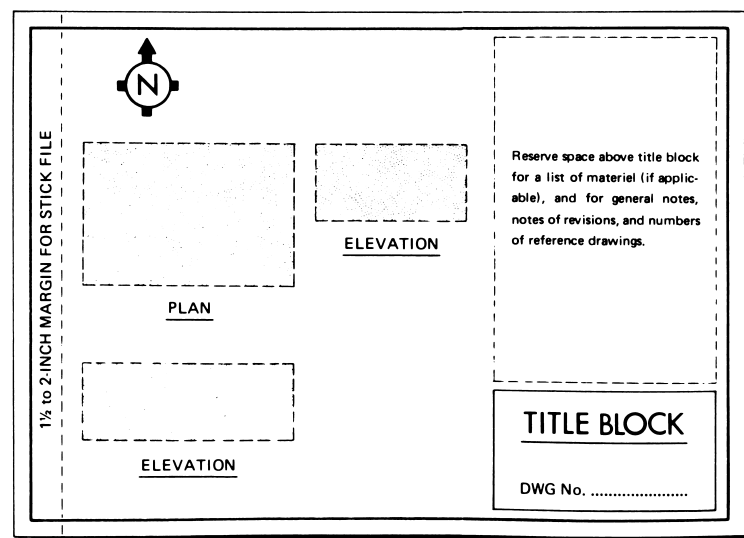 1½ to 2-INCH MARGIN FOR STICK FILE
N
PLAN
ELEVATION
ELEVATION
Reserve space above title block
for a list of materiel (if applic-
able), and for general notes,
notes of revisions, and numbers
of reference drawings.
TITLE BLOCK
DWG No. ......................